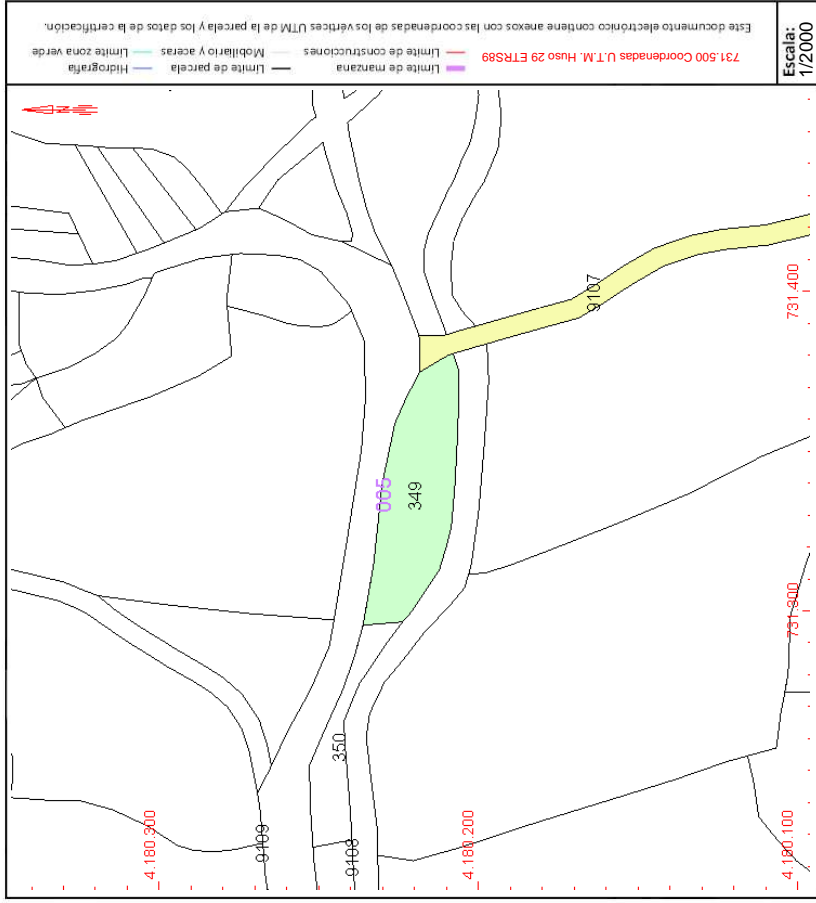 Este documento electrónico contiene anexos con las coordenadas de los vértices UTM de la parcela y los datos de la certificación.
731.500 Coordenadas U.T.M. Huso 29 ETRS89
Límite de manzana
Límite de construcciones
Límite de parcela
Mobiliario y aceras
Hidrografía
Límite zona verde
Escala:
1/2000
N
9107
731.400
005
349
731.300
350
4.180.300
9109
9108
4.180.200
4.180.100